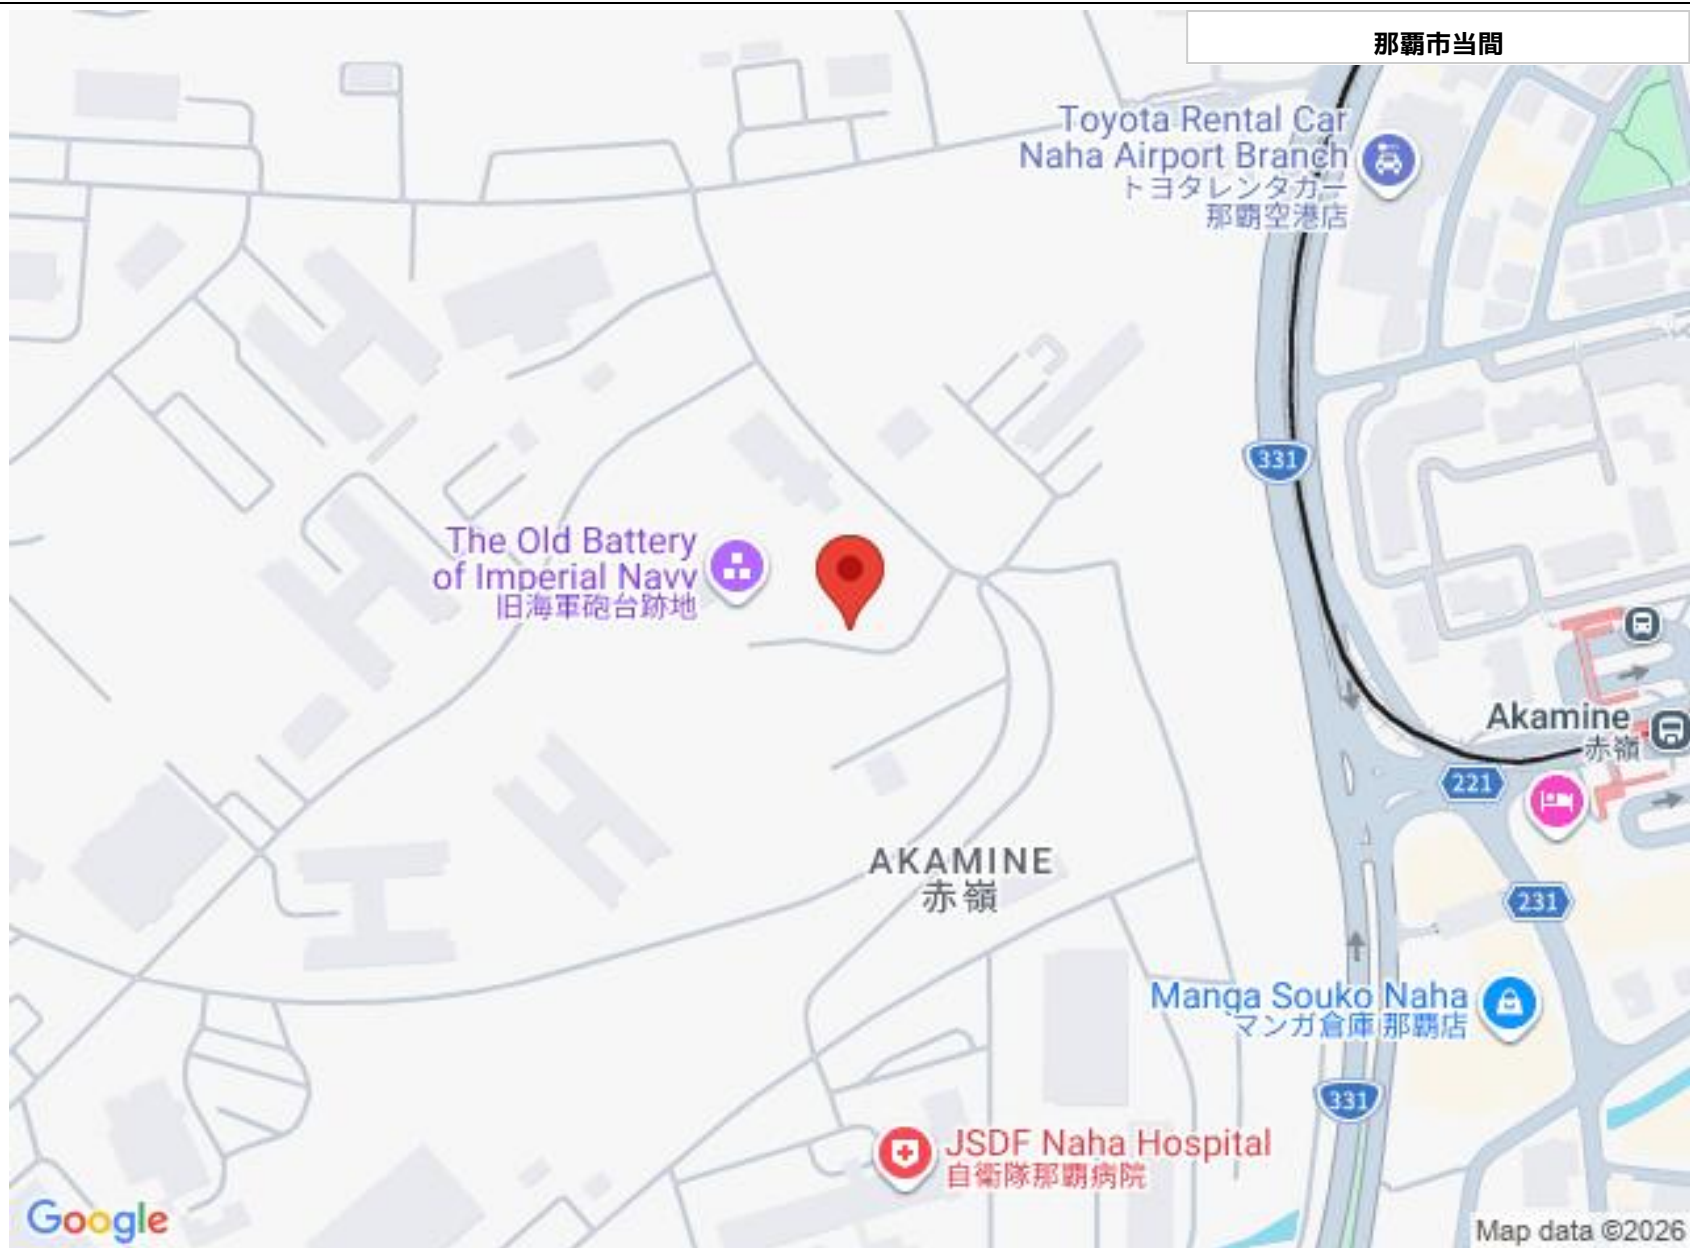 那覇市当間
Toyota Rental Car
Naha Airport Branch
トヨタレンタカー
那覇空港店
331
The Old Battery
of Imperial Navy
旧海軍砲台跡地
Akamine
赤嶺
221
AKAMINE
赤嶺
231
Manga Souko Naha
マンガ倉庫 那覇店
331
JSDF Naha Hospital
自衛隊那覇病院
Google
Map data ©2026